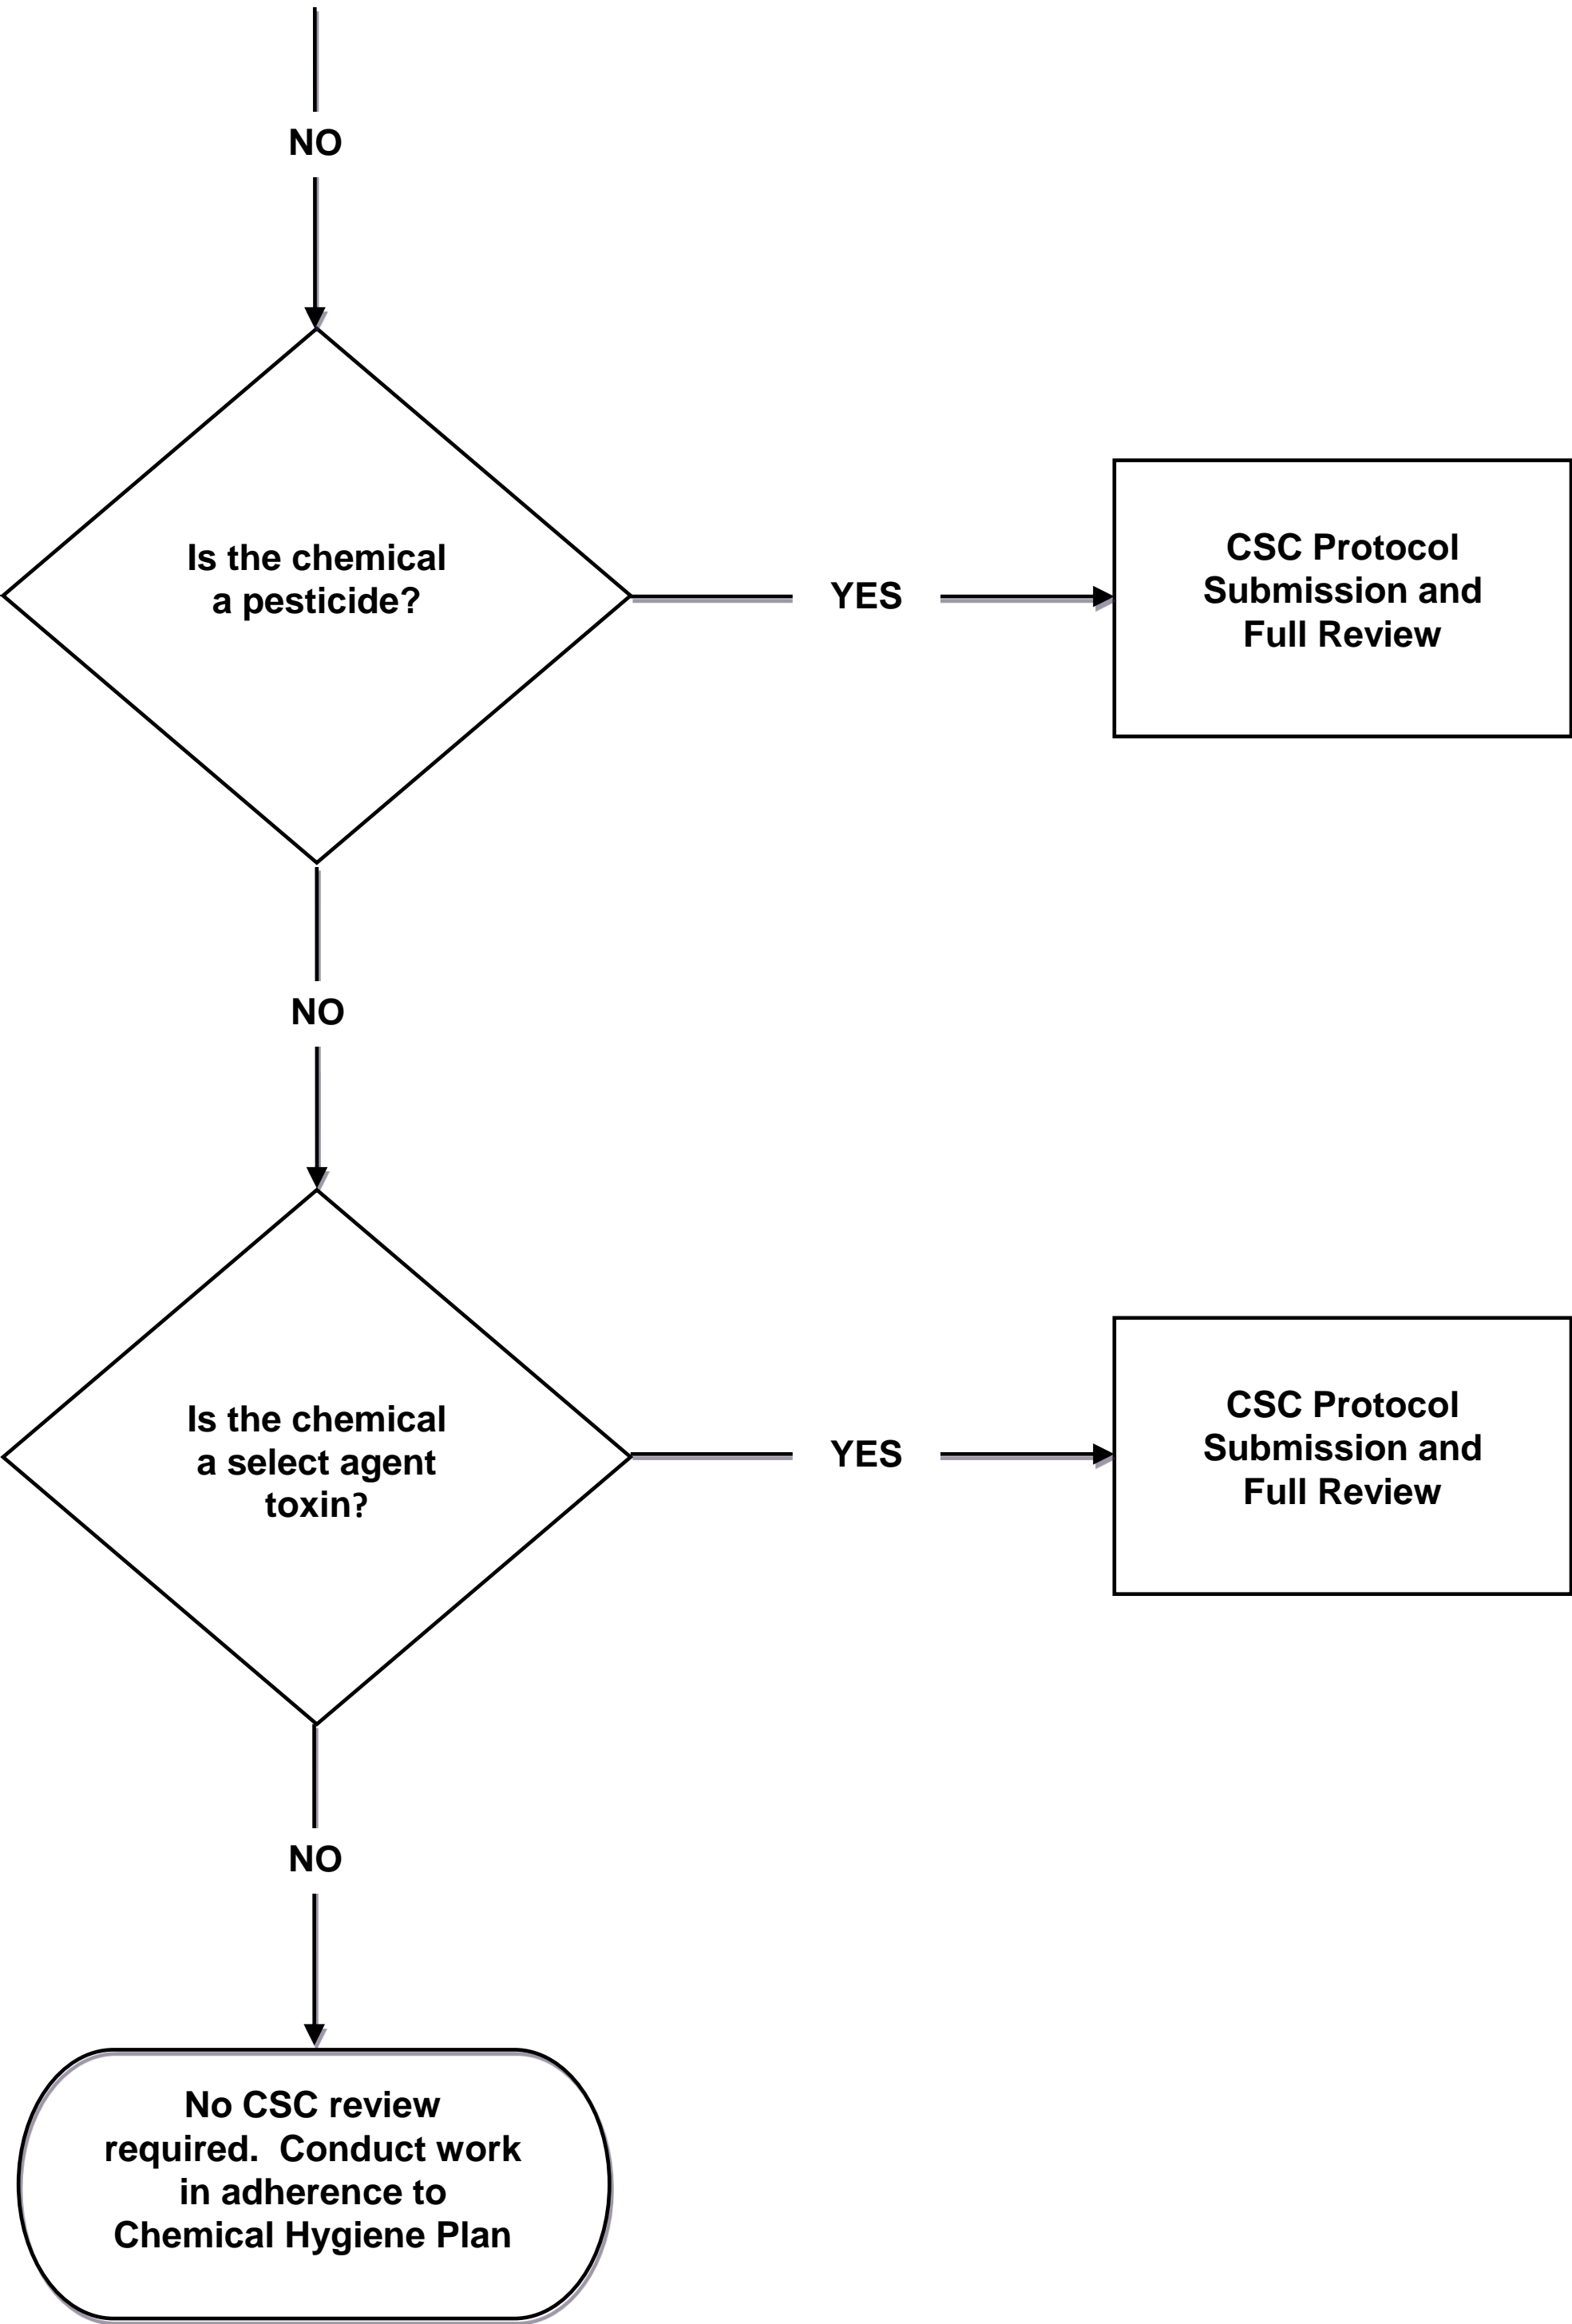 NO
Is the chemical
a pesticide?
YES
CSC Protocol
Submission and
Full Review
NO
Is the chemical
a select agent
toxin?
YES
CSC Protocol
Submission and
Full Review
NO
No CSC review
required.  Conduct work
in adherence to
Chemical Hygiene Plan